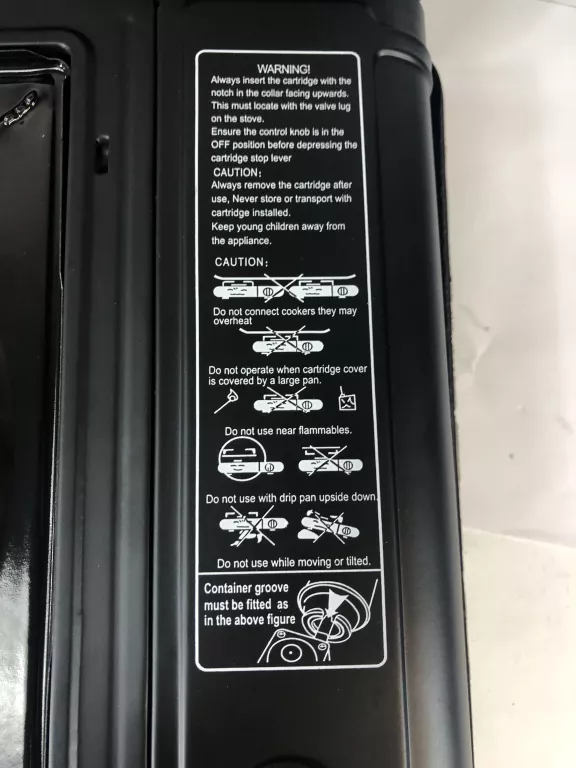 WARNING!
Always insert the cartridge with the
notch in the collar facing upwards.
This must locate with the valve lug
on the stove.
Ensure the control knob is in the
OFF position before depressing the
cartridge stop lever
CAUTION:
Always remove the cartridge after
use, Never store or transport with
cartridge installed.
Keep young children away from
the appliance.
CAUTION:
Do not connect cookers they may
overheat
Do not operate when cartridge cover
is covered by a large pan.
Do not use near flammables.
Do not use with drip pan upside down.
Do not use while moving or tilted.
Container groove
must be fitted as
in the above figure